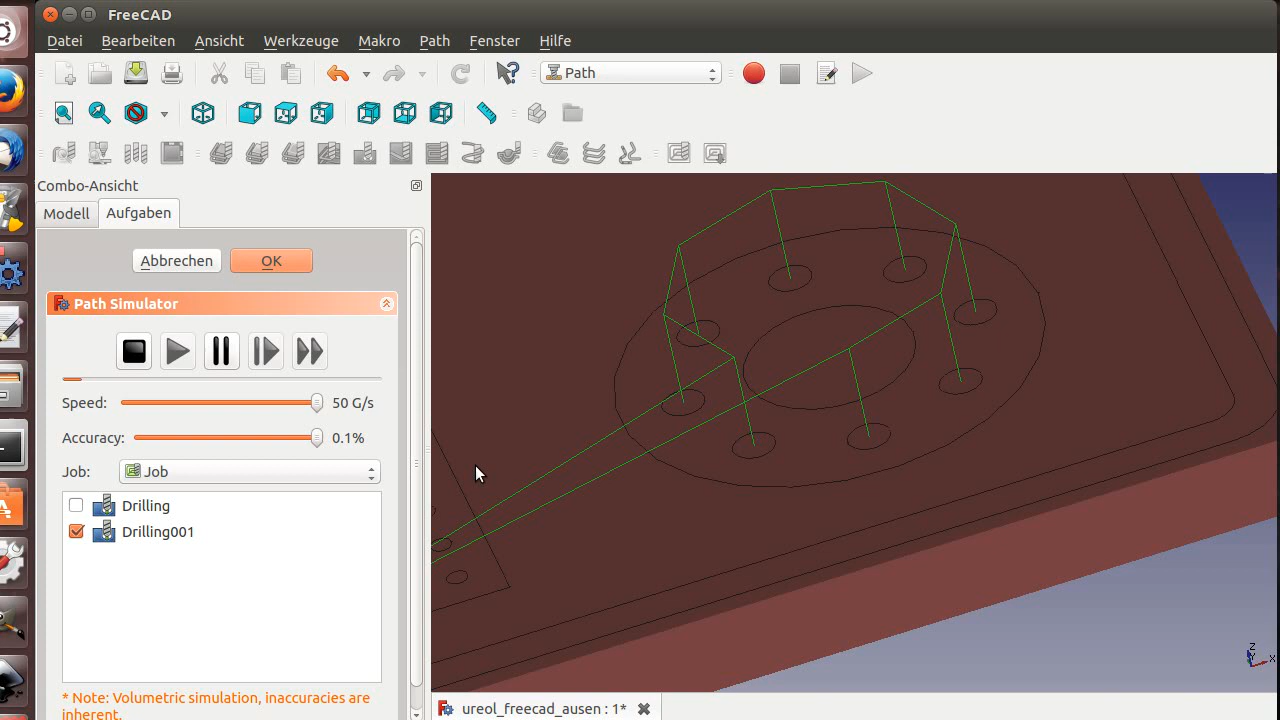 FreeCAD
Datei Bearbeiten Ansicht Werkzeuge Makro Path Fenster Hilfe
Path
Combo-Ansicht
Modell Aufgaben
Abbrechen OK
Path Simulator
Speed: 50 G/s
Accuracy: 0.1%
Job: Job
Drilling
Drilling001
* Note: Volumetric simulation, inaccuracies are
inherent.
ureol_freecad_ausen : 1*
Z
Y
X